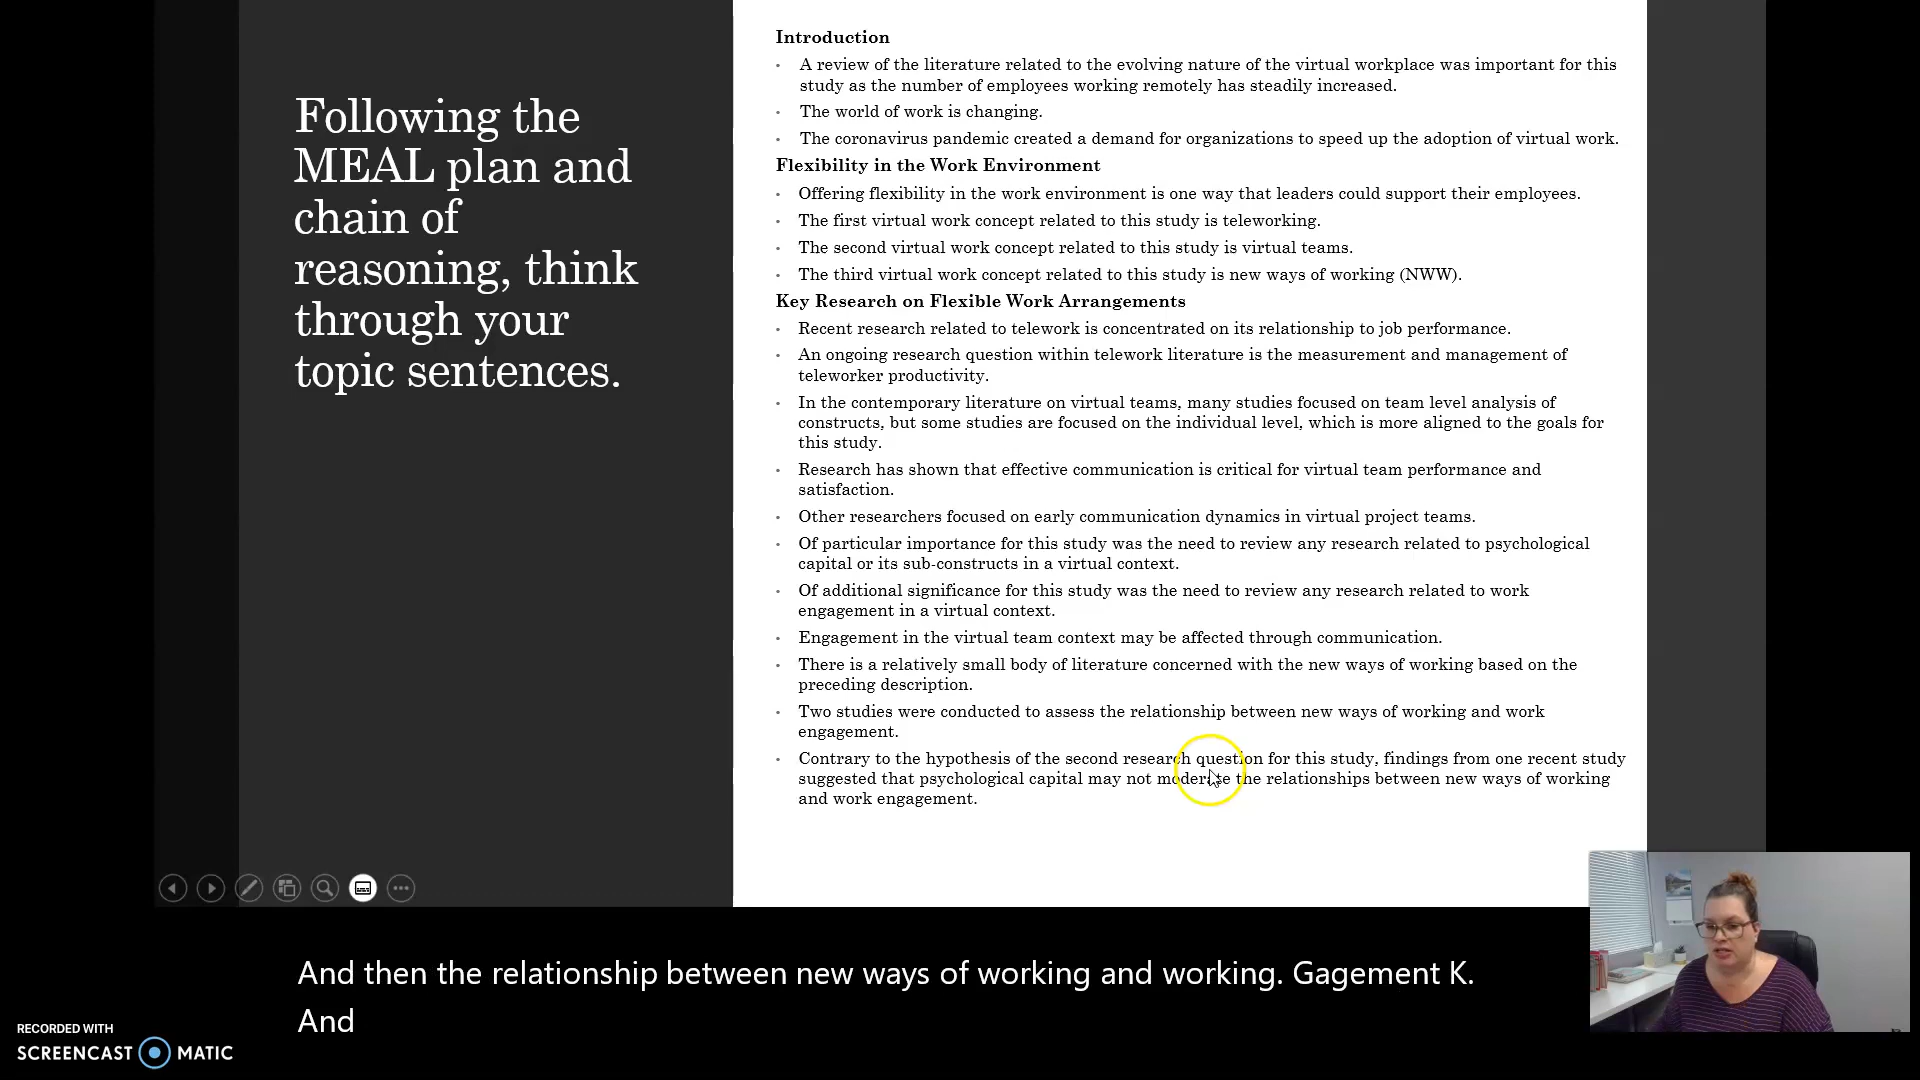 Following the
MEAL plan and
chain of
reasoning, think
through your
topic sentences.
Introduction
• A review of the literature related to the evolving nature of the virtual workplace was important for this
study as the number of employees working remotely has steadily increased.
• The world of work is changing.
• The coronavirus pandemic created a demand for organizations to speed up the adoption of virtual work.
Flexibility in the Work Environment
• Offering flexibility in the work environment is one way that leaders could support their employees.
• The first virtual work concept related to this study is teleworking.
• The second virtual work concept related to this study is virtual teams.
• The third virtual work concept related to this study is new ways of working (NWW).
Key Research on Flexible Work Arrangements
• Recent research related to telework is concentrated on its relationship to job performance.
• An ongoing research question within telework literature is the measurement and management of
teleworker productivity.
• In the contemporary literature on virtual teams, many studies focused on team level analysis of
constructs, but some studies are focused on the individual level, which is more aligned to the goals for
this study.
• Research has shown that effective communication is critical for virtual team performance and
satisfaction.
• Other researchers focused on early communication dynamics in virtual project teams.
• Of particular importance for this study was the need to review any research related to psychological
capital or its sub-constructs in a virtual context.
• Of additional significance for this study was the need to review any research related to work
engagement in a virtual context.
• Engagement in the virtual team context may be affected through communication.
• There is a relatively small body of literature concerned with the new ways of working based on the
preceding description.
• Two studies were conducted to assess the relationship between new ways of working and work
engagement.
• Contrary to the hypothesis of the second research question for this study, findings from one recent study
suggested that psychological capital may not moderate the relationships between new ways of working
and work engagement.
And then the relationship between new ways of working and working. Gagement K.
And
RECORDED WITH
SCREENCAST MATIC